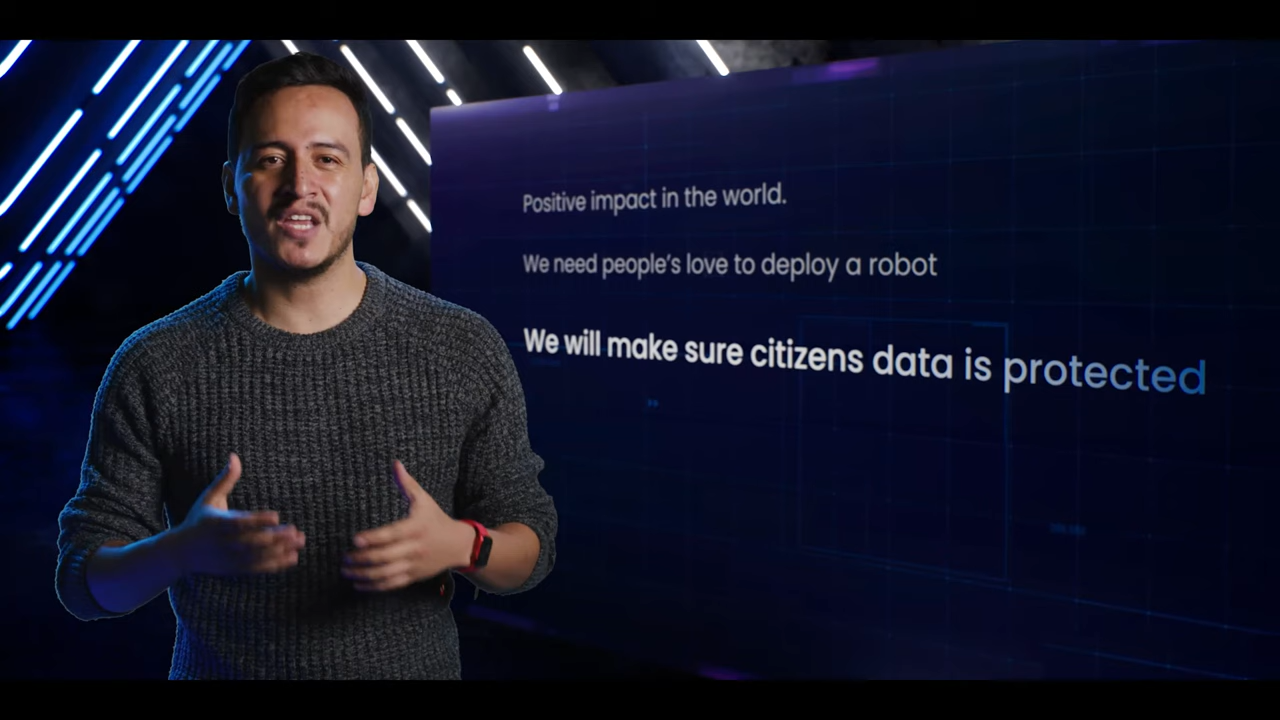 Positive impact in the world.
We need people's love to deploy a robot
We will make sure citizens data is protected